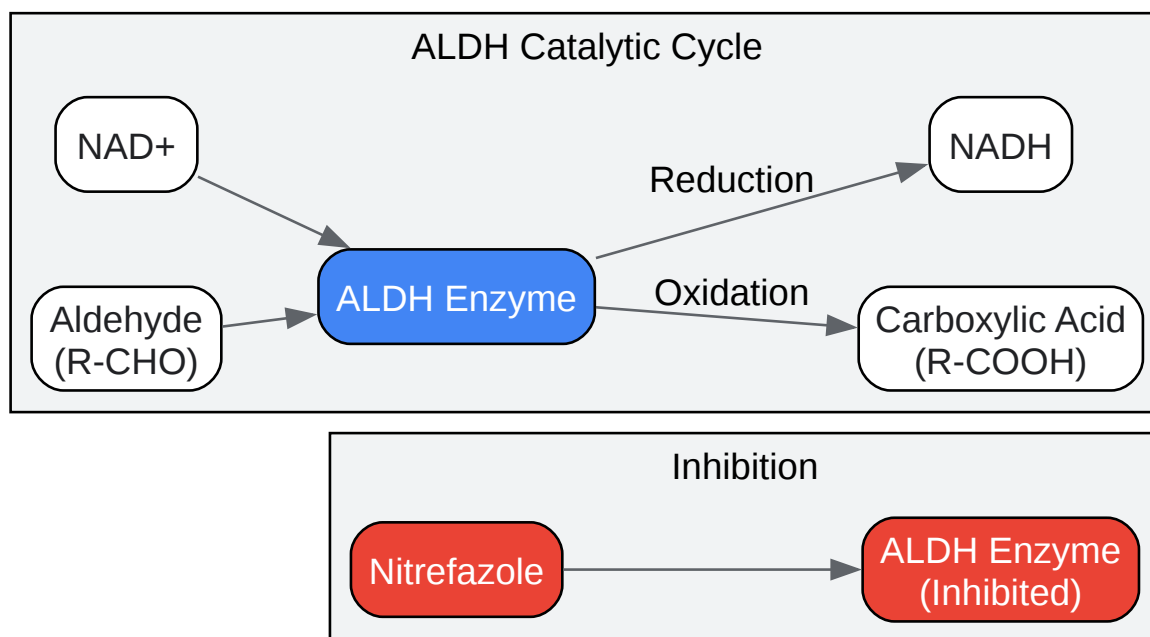 ALDH Catalytic Cycle
NAD+
NADH
Reduction
ALDH Enzyme
Oxidation
Aldehyde
(R-CHO)
Carboxylic Acid
(R-COOH)
Inhibition
Nitrefazole
ALDH Enzyme
(Inhibited)